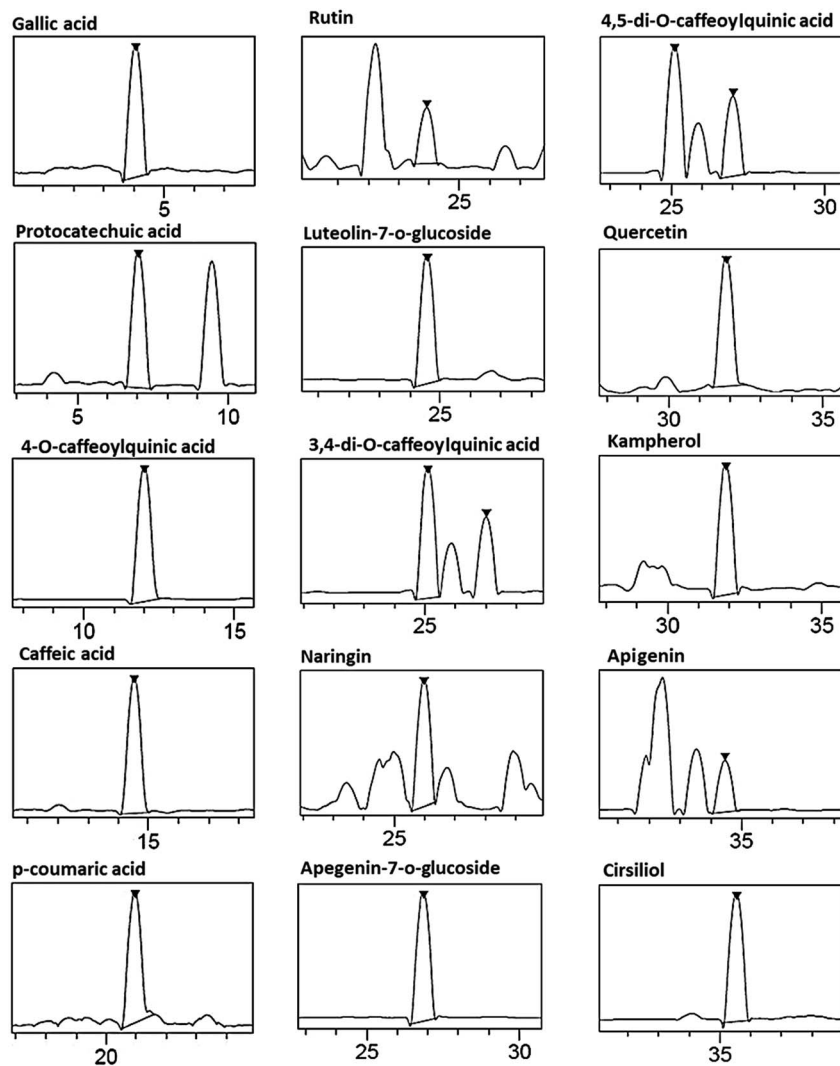 Gallic acid
5
Rutin
25
4,5-di-O-caffeoylquinic acid
25 30
Protocatechuic acid
5 10
Luteolin-7-o-glucoside
25
Quercetin
30 35
4-O-caffeoylquinic acid
10 15
3,4-di-O-caffeoylquinic acid
25
Kampherol
30 35
Caffeic acid
15
Naringin
25
Apigenin
35
p-coumaric acid
20
Apegenin-7-o-glucoside
25 30
Cirsiliol
35